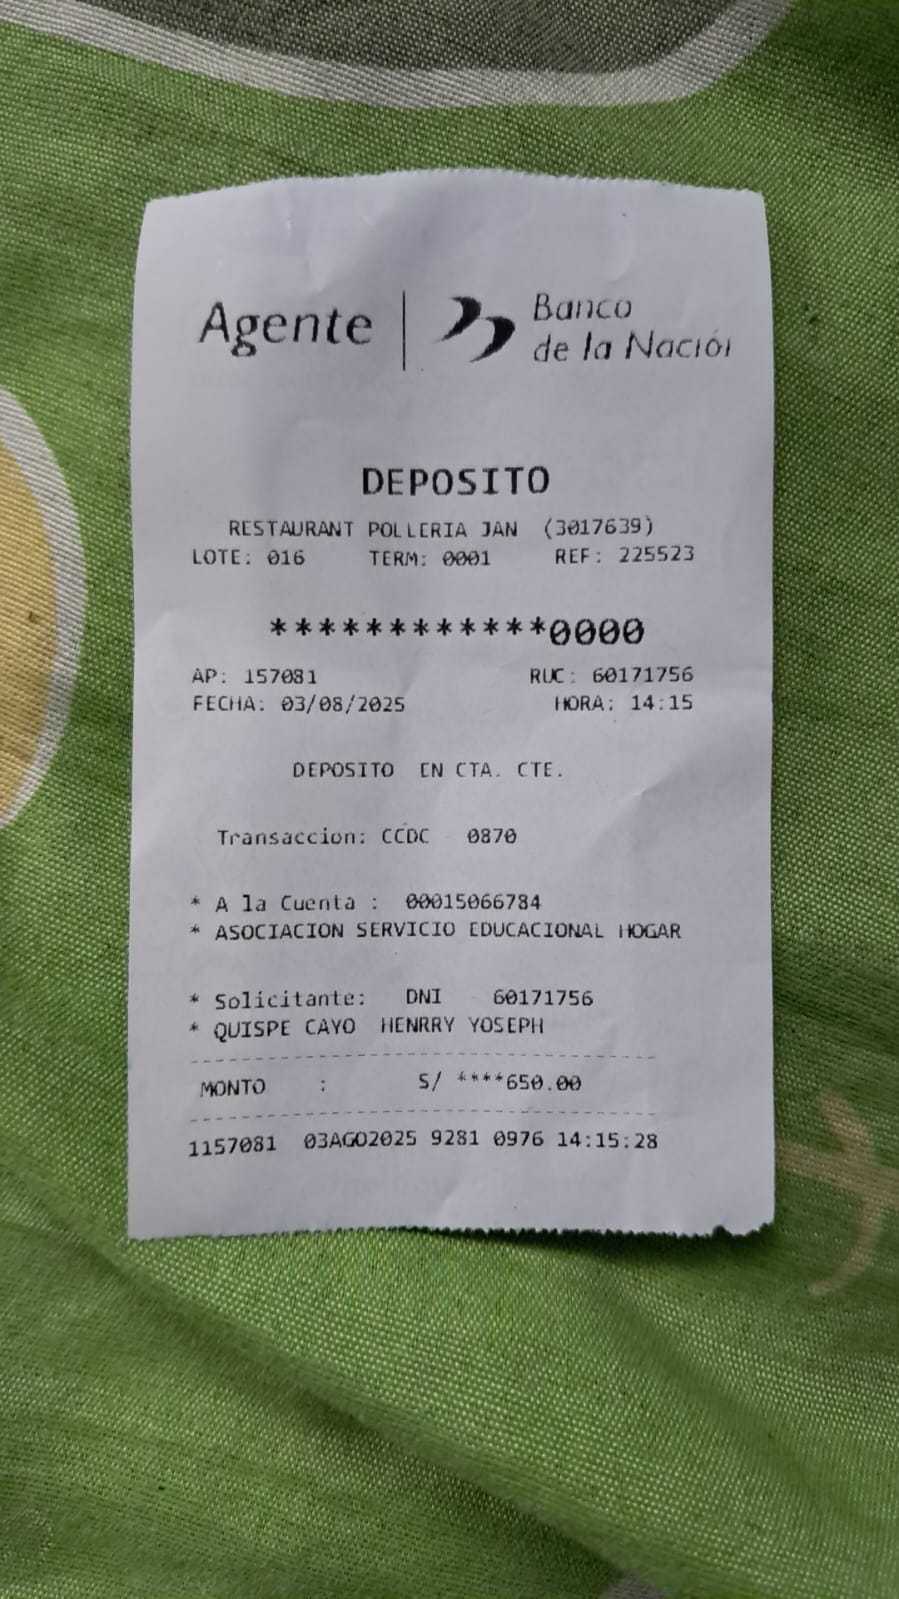 Agente | Banco
de la Nación
DEPOSITO
RESTAURANT POLLERIA JAN (3017639)
LOTE: 016 TERM: 0001 REF: 225523
************0000
AP: 157081 RUC: 60171756
FECHA: 03/08/2025 HORA: 14:15
DEPOSITO EN CTA. CTE.
Transaccion: CCDC 0870
* A la Cuenta : 00015066784
* ASOCIACION SERVICIO EDUCACIONAL HOGAR
* Solicitante: DNI 60171756
* QUISPE CAYO HENRRY YOSEPH
MONTO : S/ ****650.00
1157081 03AGO2025 9281 0976 14:15:28